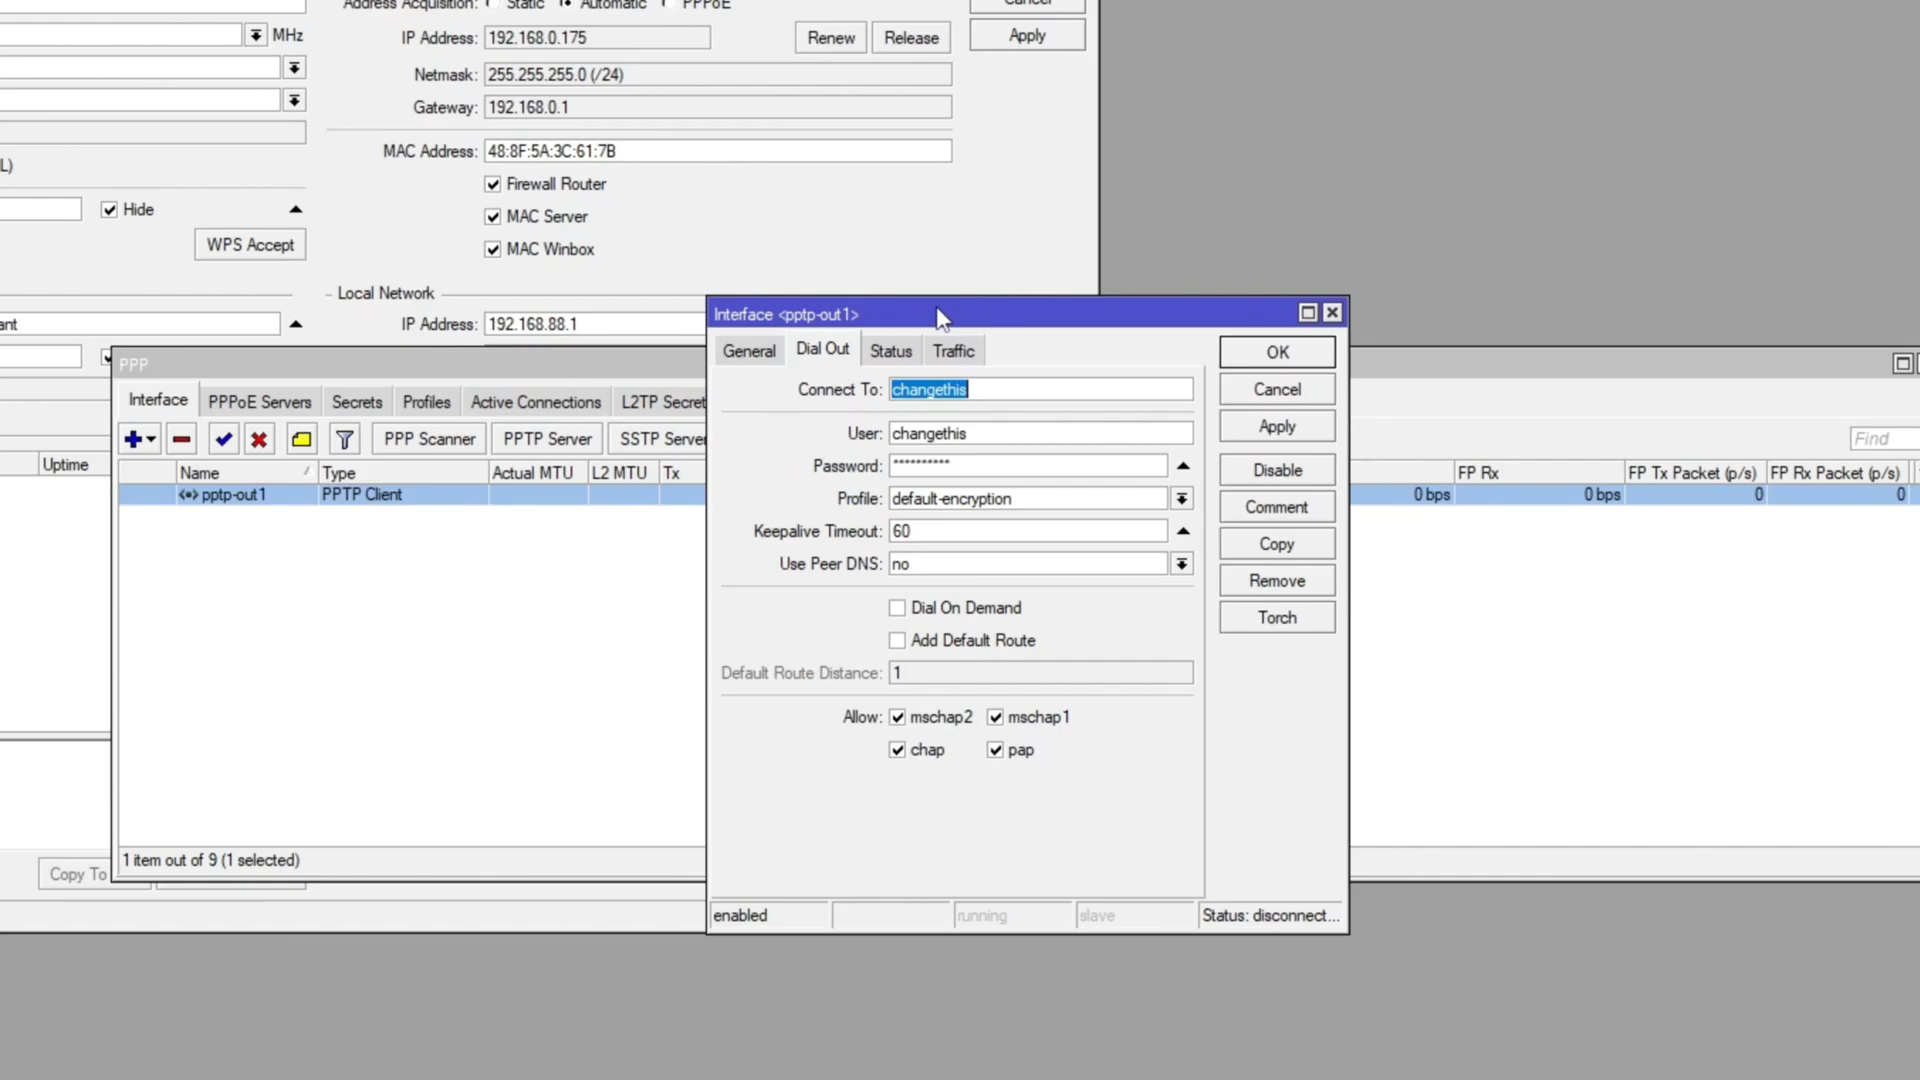 Address Acquisition: Static Automatic PPPoE
Cancel
MHz
IP Address: 192.168.0.175 Renew Release Apply
Netmask: 255.255.255.0 (/24)
Gateway: 192.168.0.1
MAC Address: 48:8F:5A:3C:61:7B
L)
Firewall Router
Hide
MAC Server
WPS Accept
MAC Winbox
Local Network
ant
IP Address: 192.168.88.1
Interface <pptp-out1>
General Dial Out Status Traffic
Connect To: changethis
User: changethis
Password: **********
Profile: default-encryption
Keepalive Timeout: 60
Use Peer DNS: no
Dial On Demand
Add Default Route
Default Route Distance: 1
Allow: mschap2 mschap1
chap pap
OK
Cancel
Apply
Disable
Comment
Copy
Remove
Torch
enabled running slave Status: disconnect...
PPP
Interface PPPoE Servers Secrets Profiles Active Connections L2TP Secret
PPP Scanner PPTP Server SSTP Server
Find
Name Type Actual MTU L2 MTU Tx FP Rx FP Tx Packet (p/s) FP Rx Packet (p/s)
pptp-out1 PPTP Client 0 bps 0 bps 0 0
1 item out of 9 (1 selected)
Uptime
Copy To